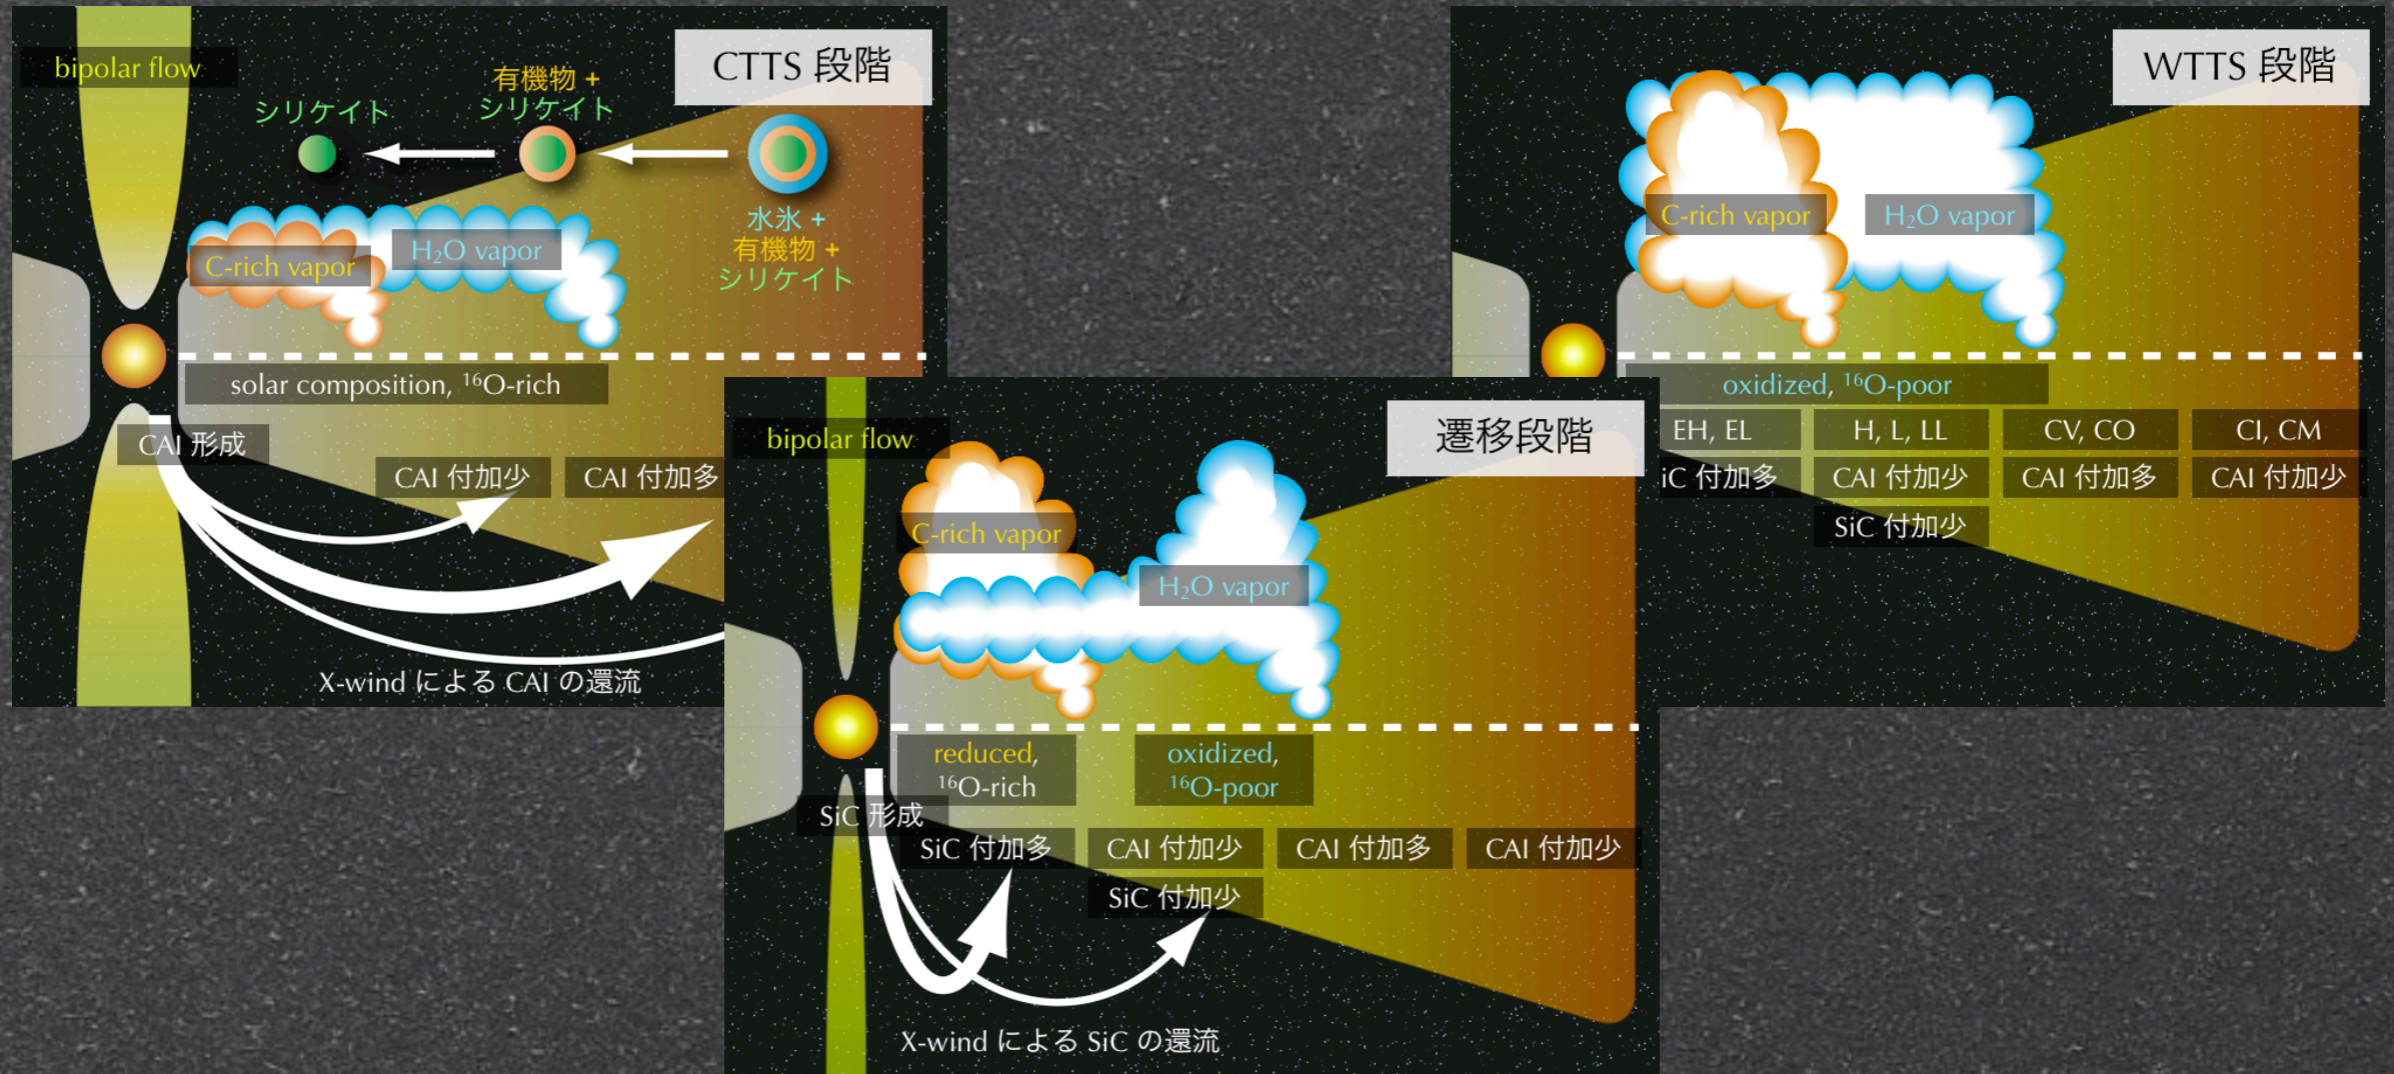 CTTS 段階
bipolar flow
シリケイト
有機物 +
シリケイト
水氷 +
有機物 +
シリケイト
C-rich vapor
H₂O vapor
solar composition, ¹⁶O-rich
CAI 形成
CAI 付加少
CAI 付加多
X-wind による CAI の還流
遷移段階
bipolar flow
C-rich vapor
H₂O vapor
reduced,
¹⁶O-rich
oxidized,
¹⁶O-poor
SiC 形成
SiC 付加多
CAI 付加少
CAI 付加多
CAI 付加少
SiC 付加少
X-wind による SiC の還流
WTTS 段階
C-rich vapor
H₂O vapor
oxidized, ¹⁶O-poor
EH, EL
H, L, LL
CV, CO
CI, CM
iC 付加多
CAI 付加少
CAI 付加多
CAI 付加少
SiC 付加少